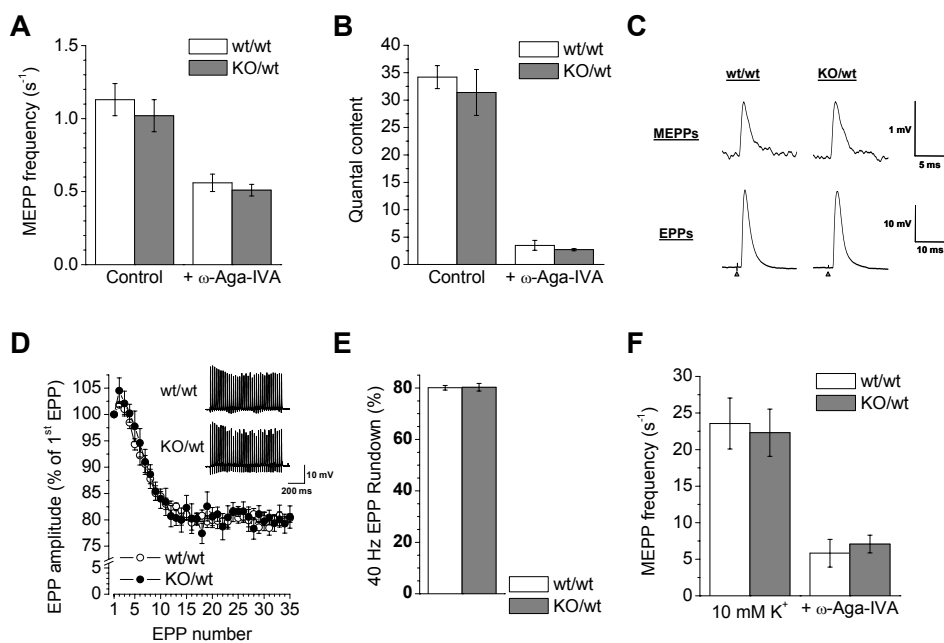 A
MEPP frequency (s-1)
1.5
1.0
0.5
0.0
wt/wt
KO/wt
Control
+ ω-Aga-IVA
B
Quantal content
40
35
30
25
20
15
10
5
0
wt/wt
KO/wt
Control
+ ω-Aga-IVA
C
wt/wt
KO/wt
MEPPs
1 mV
5 ms
EPPs
10 mV
10 ms
D
EPP amplitude (% of 1st EPP)
105
100
95
90
85
80
75
5
0
wt/wt
KO/wt
10 mV
200 ms
wt/wt
KO/wt
1
5
10
15
20
25
30
35
EPP number
E
40 Hz EPP Rundown (%)
100
80
60
40
20
0
wt/wt
KO/wt
F
MEPP frequency (s-1)
30
25
20
15
10
5
0
wt/wt
KO/wt
10 mM K+
+ ω-Aga-IVA